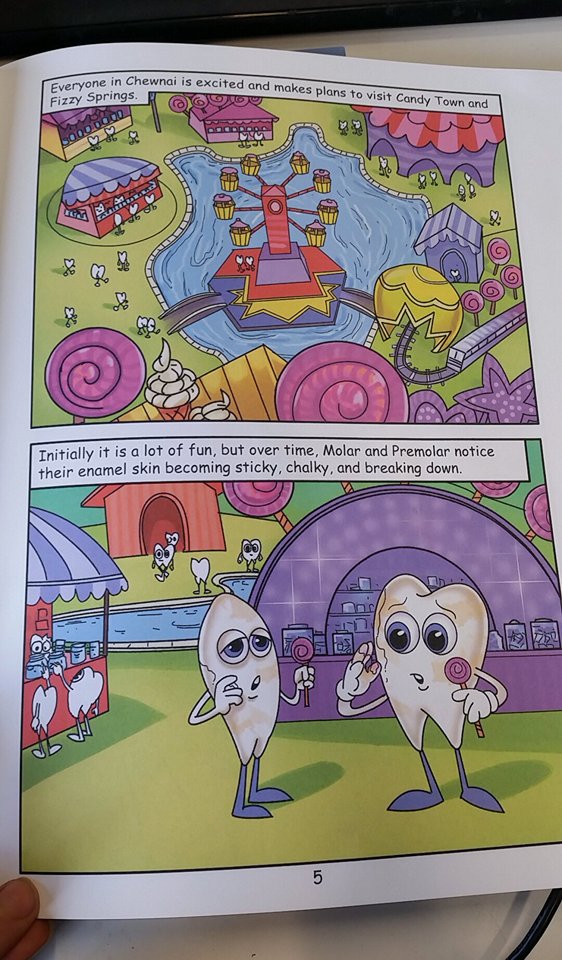 Everyone in Chewnai is excited and makes plans to visit Candy Town and
Fizzy Springs.
Initially it is a lot of fun, but over time, Molar and Premolar notice
their enamel skin becoming sticky, chalky, and breaking down.
5